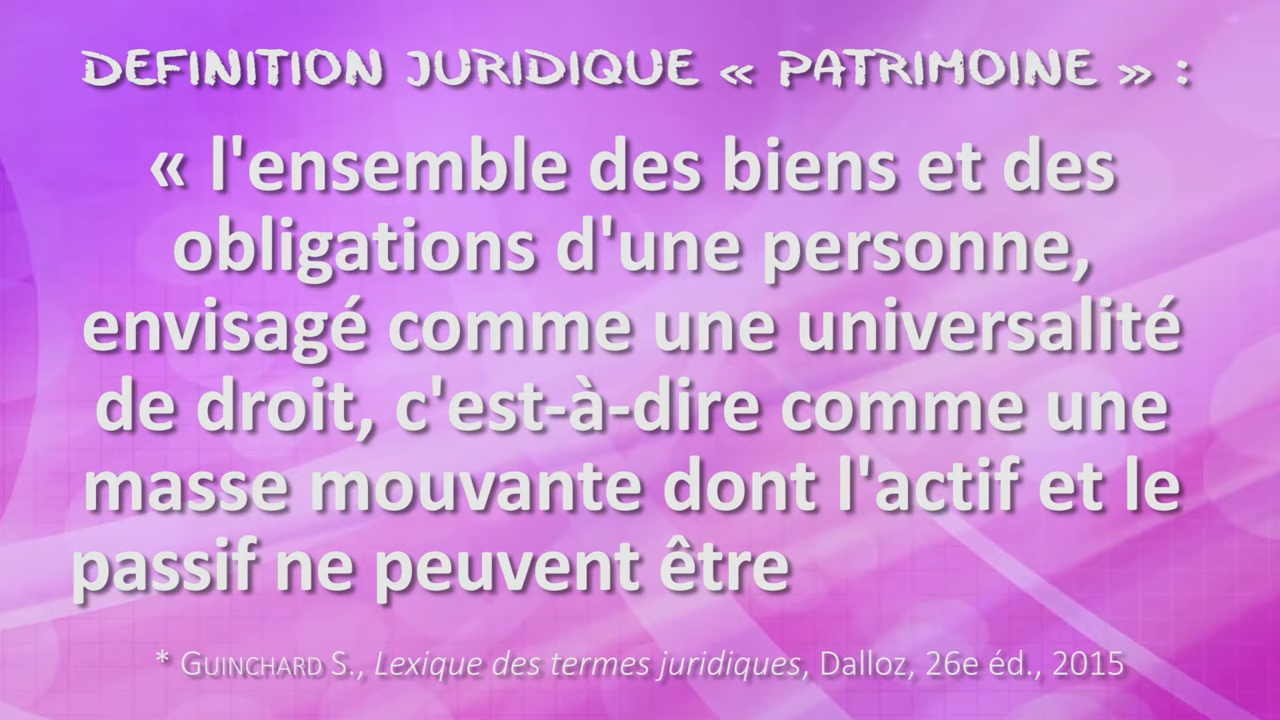 DEFINITION JURIDIQUE « PATRIMOINE » :
« l'ensemble des biens et des
obligations d'une personne,
envisagé comme une universalité
de droit, c'est-à-dire comme une
masse mouvante dont l'actif et le
passif ne peuvent être
* GUINCHARD S., Lexique des termes juridiques, Dalloz, 26e éd., 2015